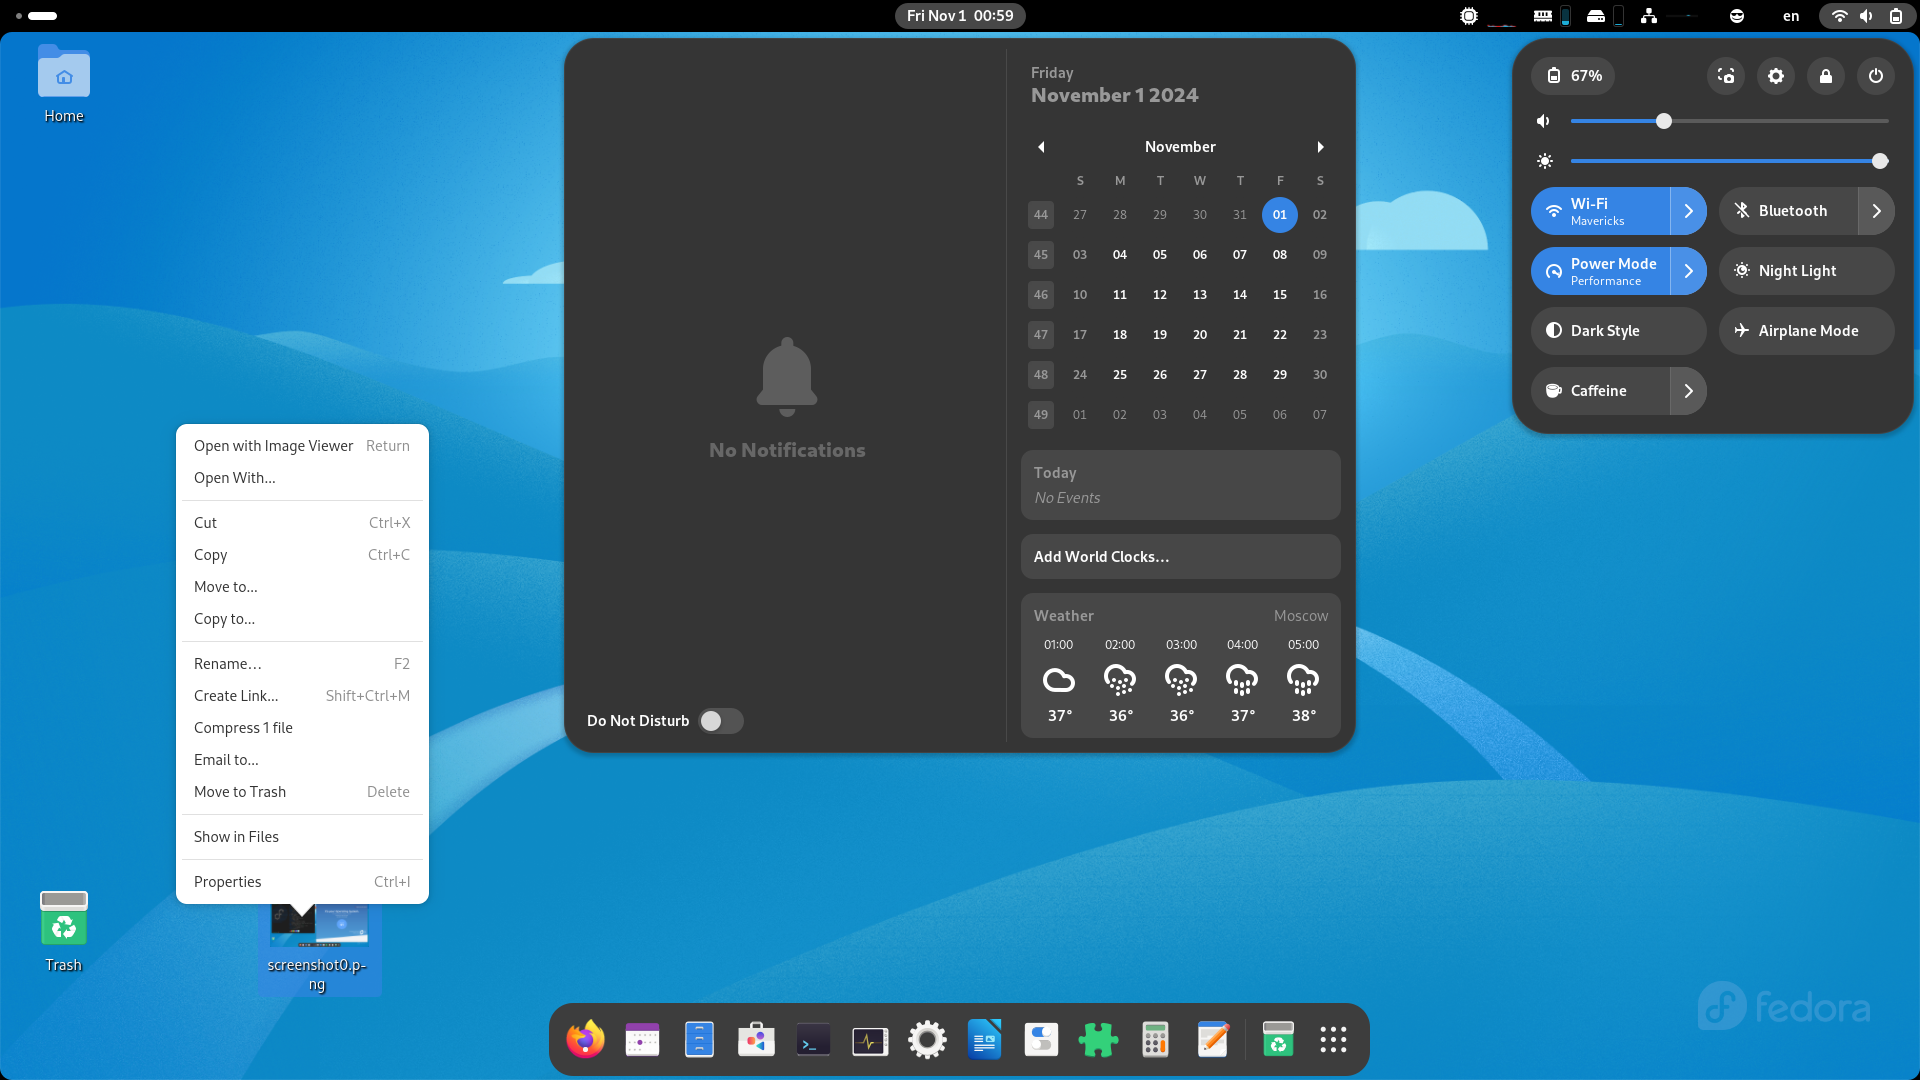 Fri Nov 1 00:59
en
Home
Friday
November 1 2024
November
S M T W T F S
44 27 28 29 30 31 01 02
45 03 04 05 06 07 08 09
46 10 11 12 13 14 15 16
47 17 18 19 20 21 22 23
48 24 25 26 27 28 29 30
49 01 02 03 04 05 06 07
No Notifications
Do Not Disturb
Today
No Events
Add World Clocks...
Weather Moscow
01:00 02:00 03:00 04:00 05:00
37° 36° 36° 37° 38°
67%
Wi-Fi
Mavericks
Bluetooth
Power Mode
Performance
Night Light
Dark Style
Airplane Mode
Caffeine
Open with Image Viewer Return
Open With...
Cut Ctrl+X
Copy Ctrl+C
Move to...
Copy to...
Rename... F2
Create Link... Shift+Ctrl+M
Compress 1 file
Email to...
Move to Trash Delete
Show in Files
Properties Ctrl+I
Trash
screenshot0.p-
ng
fedora